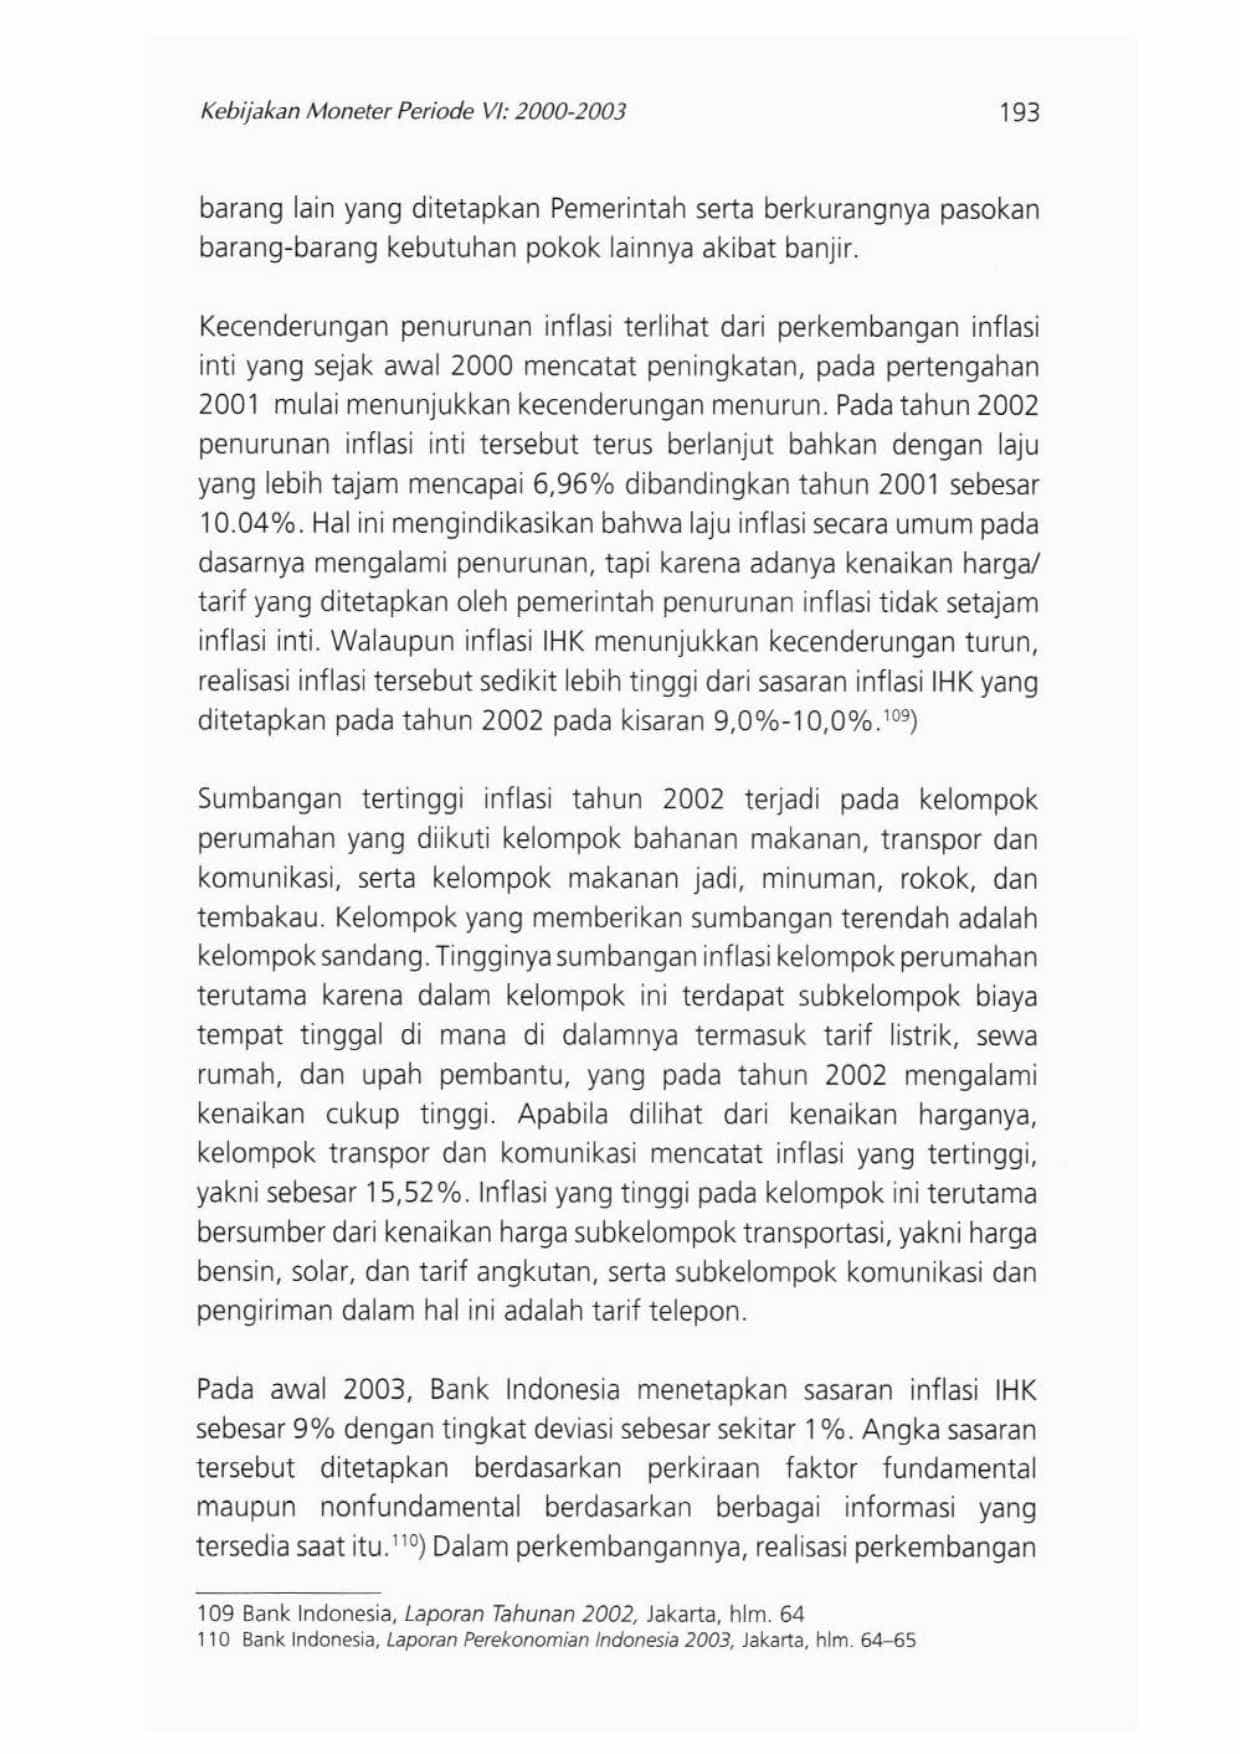 Kebijakan Moneter Periode VI: 2000-2003 193
barang lain yang ditetapkan Pemerintah serta berkurangnya pasokan
barang-barang kebutuhan pokok lainnya akibat banjir.
Kecenderungan penurunan inflasi terlihat dari perkembangan inflasi
inti yang sejak awal 2000 mencatat peningkatan, pada pertengahan
2001 mulai menunjukkan kecenderungan menurun. Pada tahun 2002
penurunan inflasi inti tersebut terus berlanjut bahkan dengan laju
yang lebih tajam mencapai 6,96% dibandingkan tahun 2001 sebesar
10.04%. Hal ini mengindikasikan bahwa laju inflasi secara umum pada
dasarnya mengalami penurunan, tapi karena adanya kenaikan harga/
tarif yang ditetapkan oleh pemerintah penurunan inflasi tidak setajam
inflasi inti. Walaupun inflasi IHK menunjukkan kecenderungan turun,
realisasi inflasi tersebut sedikit lebih tinggi dari sasaran inflasi IHK yang
ditetapkan pada tahun 2002 pada kisaran 9,0%-10,0%.109)
Sumbangan tertinggi inflasi tahun 2002 terjadi pada kelompok
perumahan yang diikuti kelompok bahanan makanan, transpor dan
komunikasi, serta kelompok makanan jadi, minuman, rokok, dan
tembakau. Kelompok yang memberikan sumbangan terendah adalah
kelompok sandang. Tingginya sumbangan inflasi kelompok perumahan
terutama karena dalam kelompok ini terdapat subkelompok biaya
tempat tinggal di mana di dalamnya termasuk tarif listrik, sewa
rumah, dan upah pembantu, yang pada tahun 2002 mengalami
kenaikan cukup tinggi. Apabila dilihat dari kenaikan harganya,
kelompok transpor dan komunikasi mencatat inflasi yang tertinggi,
yakni sebesar 15,52%. Inflasi yang tinggi pada kelompok ini terutama
bersumber dari kenaikan harga subkelompok transportasi, yakni harga
bensin, solar, dan tarif angkutan, serta subkelompok komunikasi dan
pengiriman dalam hal ini adalah tarif telepon.
Pada awal 2003, Bank Indonesia menetapkan sasaran inflasi IHK
sebesar 9% dengan tingkat deviasi sebesar sekitar 1%. Angka sasaran
tersebut ditetapkan berdasarkan perkiraan faktor fundamental
maupun nonfundamental berdasarkan berbagai informasi yang
tersedia saat itu.110) Dalam perkembangannya, realisasi perkembangan
109 Bank Indonesia, Laporan Tahunan 2002, Jakarta, hlm. 64
110 Bank Indonesia, Laporan Perekonomian Indonesia 2003, Jakarta, hlm. 64–65